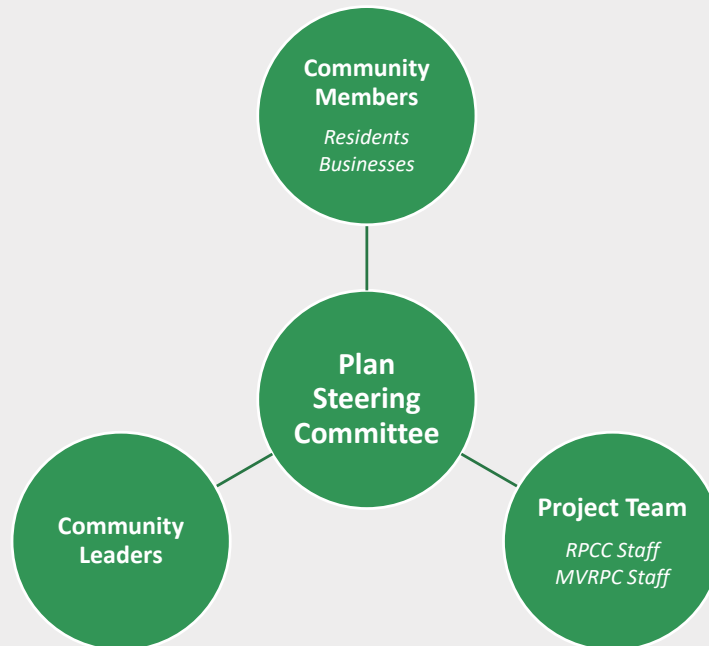 Community
Members
Residents
Businesses
Plan
Steering
Committee
Community
Leaders
Project Team
RPCC Staff
MVRPC Staff